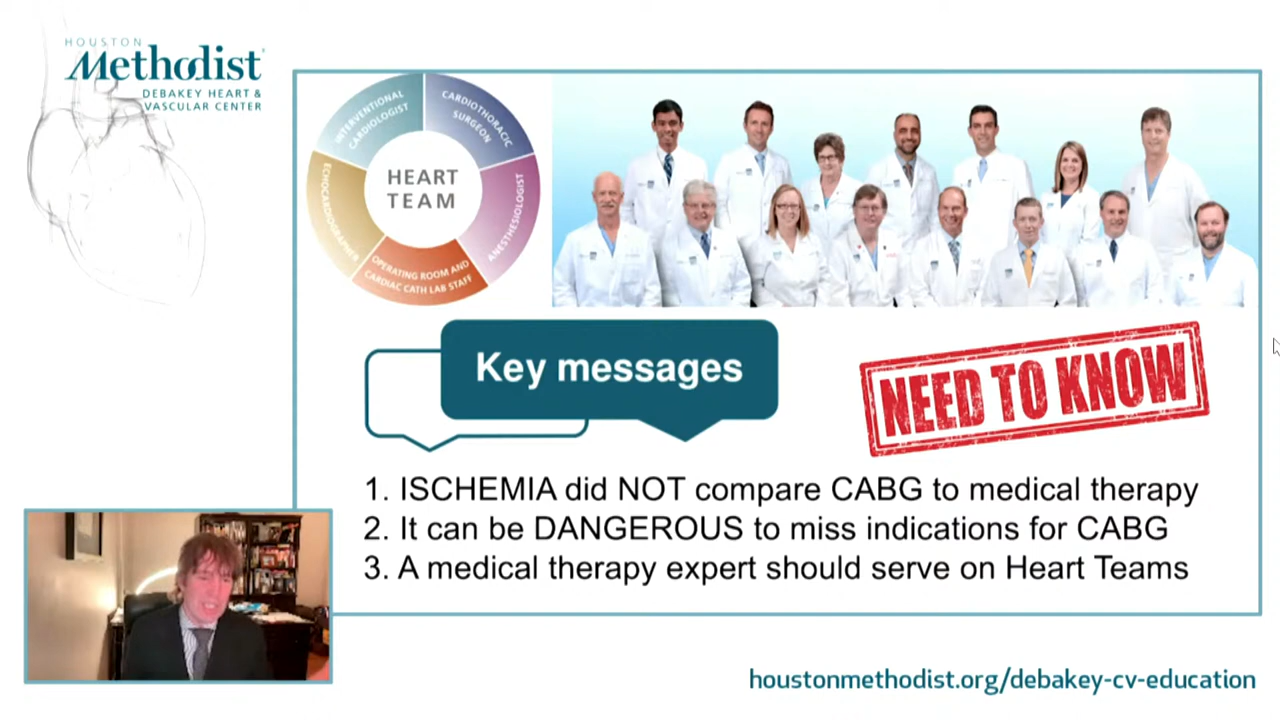 HOUSTON
Methodist
DEBAKEY HEART &
VASCULAR CENTER
INTERVENTIONAL
CARDIOLOGIST
CARDIOTHORACIC
SURGEON
ECHOCARDIOGRAPHER
HEART
TEAM
ANESTHESIOLOGIST
OPERATING ROOM AND
CARDIAC CATH LAB STAFF
Key messages
NEED TO KNOW
1. ISCHEMIA did NOT compare CABG to medical therapy
2. It can be DANGEROUS to miss indications for CABG
3. A medical therapy expert should serve on Heart Teams
houstonmethodist.org/debakey-cv-education